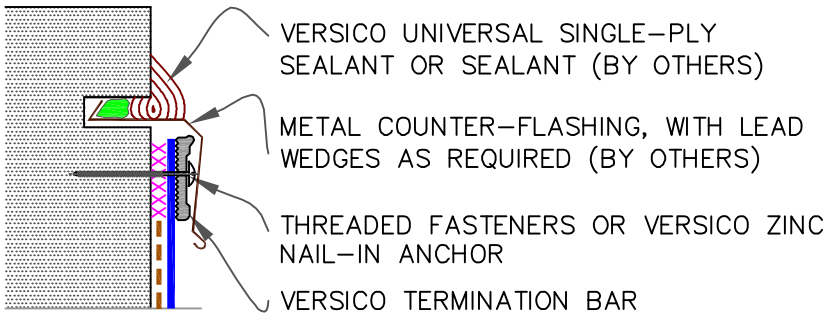 VERSICO UNIVERSAL SINGLE-PLY
SEALANT OR SEALANT (BY OTHERS)
METAL COUNTER-FLASHING, WITH LEAD
WEDGES AS REQUIRED (BY OTHERS)
THREADED FASTENERS OR VERSICO ZINC
NAIL-IN ANCHOR
VERSICO TERMINATION BAR